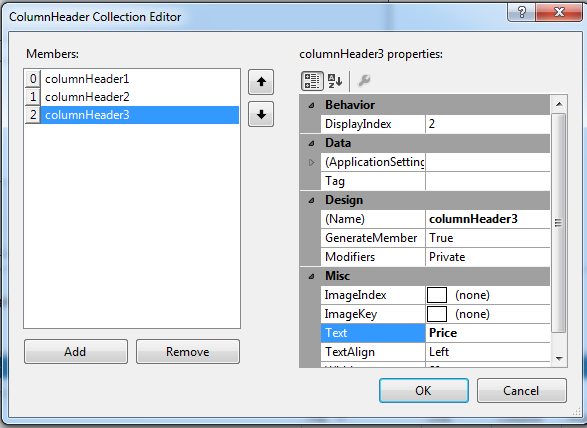 ColumnHeader Collection Editor
?
Members:
0 columnHeader1
1 columnHeader2
2 columnHeader3
Add
Remove
columnHeader3 properties:
Behavior
DisplayIndex 2
Data
(ApplicationSetting
Tag
Design
(Name) columnHeader3
GenerateMember True
Modifiers Private
Misc
ImageIndex (none)
ImageKey (none)
Text Price
TextAlign Left
OK
Cancel